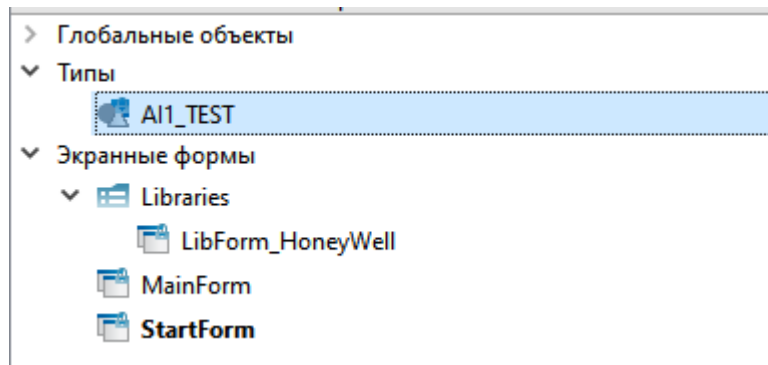 Глобальные объекты
Типы
AI1_TEST
Экранные формы
Libraries
LibForm_HoneyWell
MainForm
StartForm